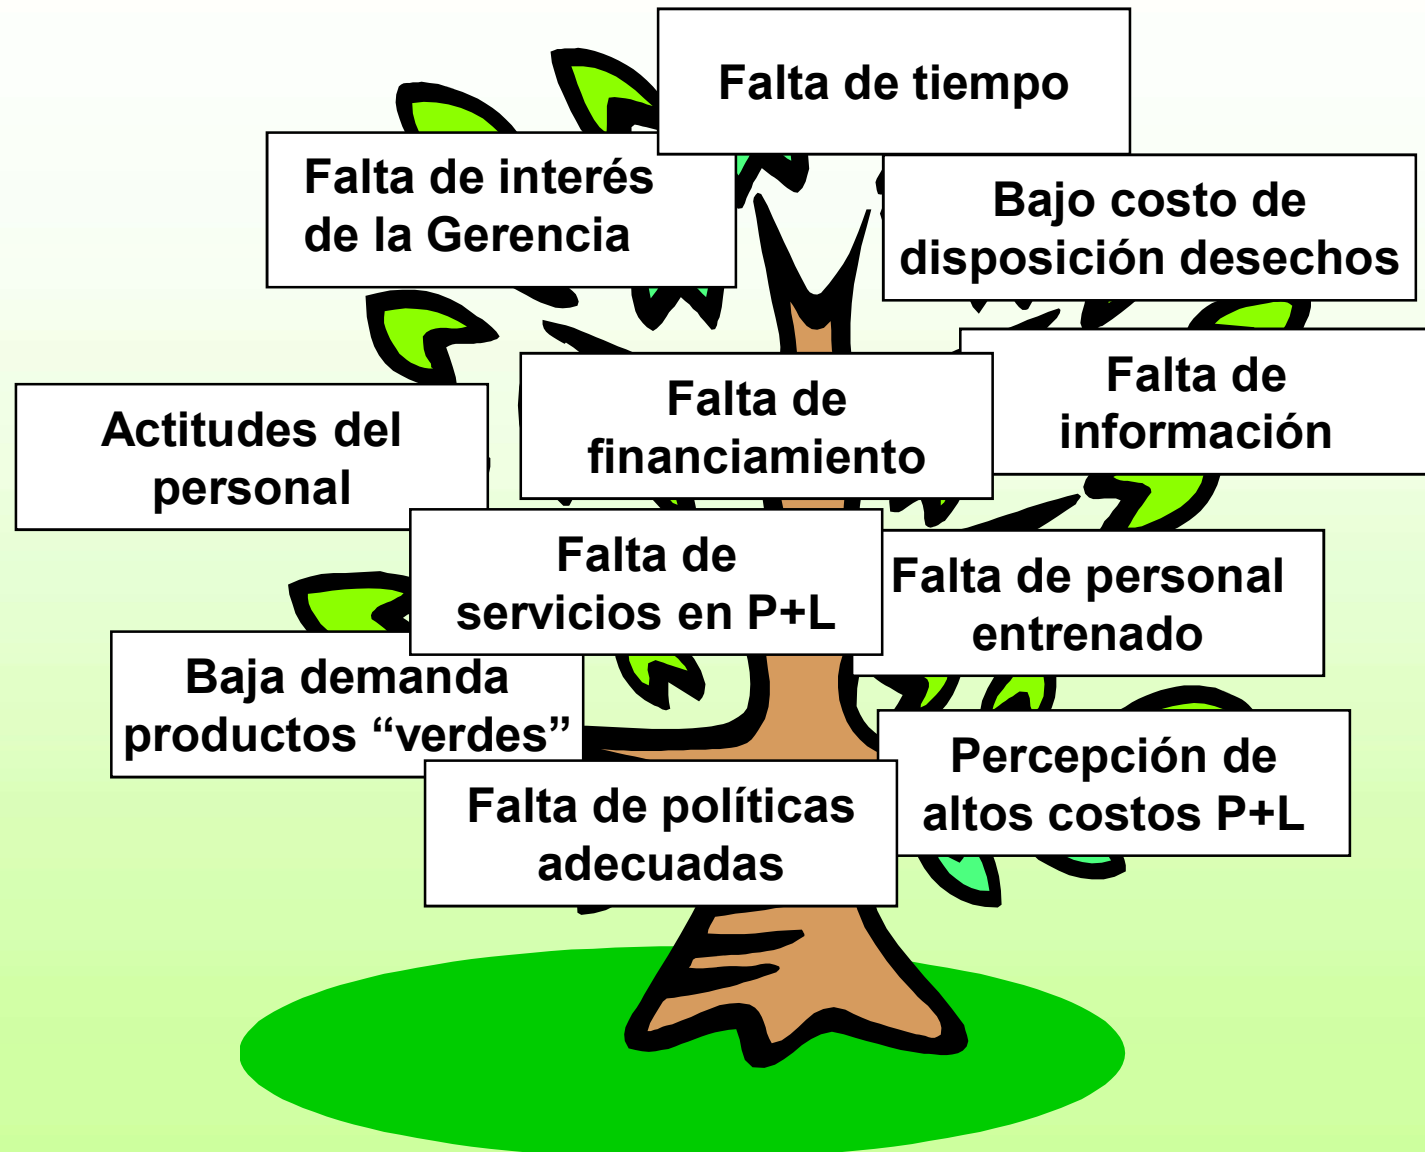 Falta de tiempo
Falta de interés
de la Gerencia
Bajo costo de
disposición desechos
Falta de
información
Falta de
financiamiento
Actitudes del
personal
Falta de
servicios en P+L
Falta de personal
entrenado
Baja demanda
productos “verdes”
Percepción de
altos costos P+L
Falta de políticas
adecuadas